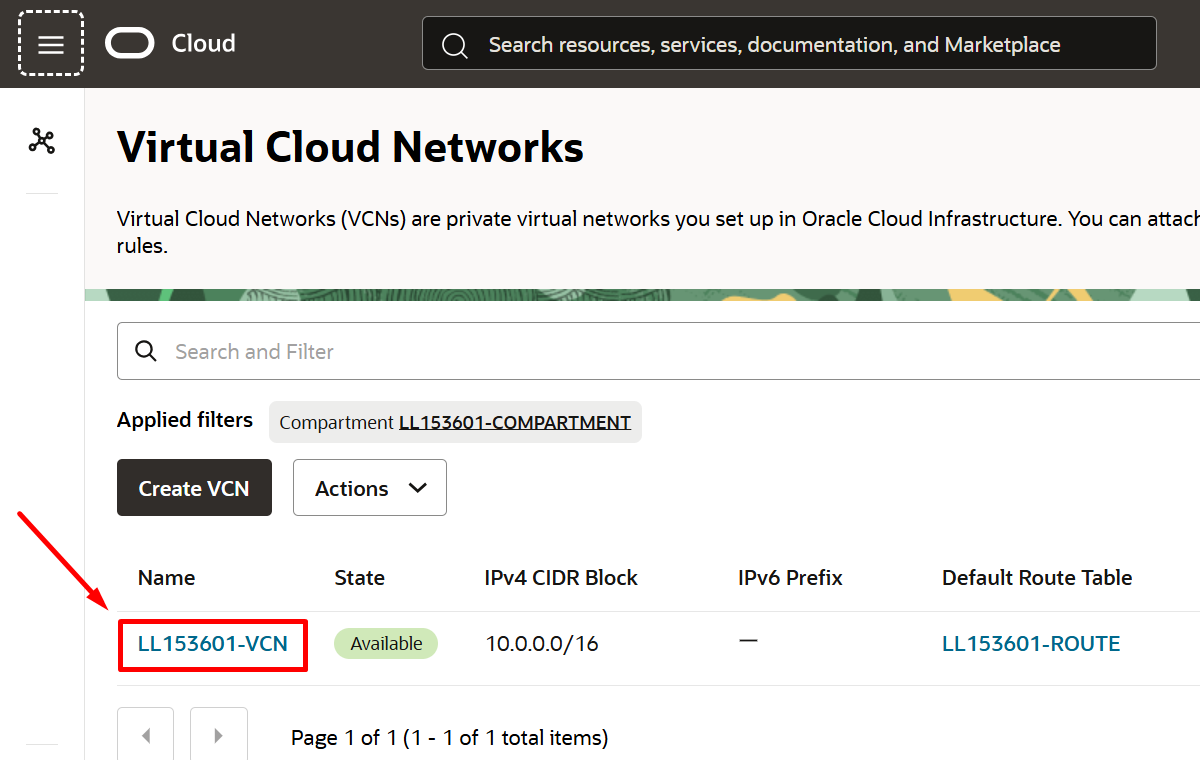 Cloud
Search resources, services, documentation, and Marketplace
Virtual Cloud Networks
Virtual Cloud Networks (VCNs) are private virtual networks you set up in Oracle Cloud Infrastructure. You can attach
rules.
Search and Filter
Applied filters Compartment LL153601-COMPARTMENT
Create VCN Actions
Name State IPv4 CIDR Block IPv6 Prefix Default Route Table
LL153601-VCN Available 10.0.0.0/16 — LL153601-ROUTE
Page 1 of 1 (1 - 1 of 1 total items)